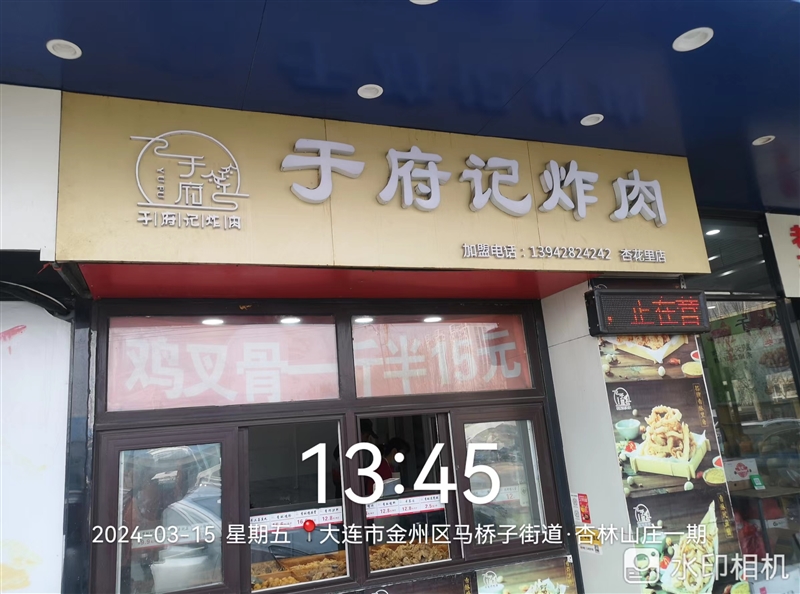 于府
YUFU
于府记炸肉
于府记炸肉
加盟电话：13942824242 杏花里店
正在营
鸡叉骨一斤半15元
13:45
2024-03-15 星期五 大连市金州区马桥子街道·杏林山庄一期
水印相机